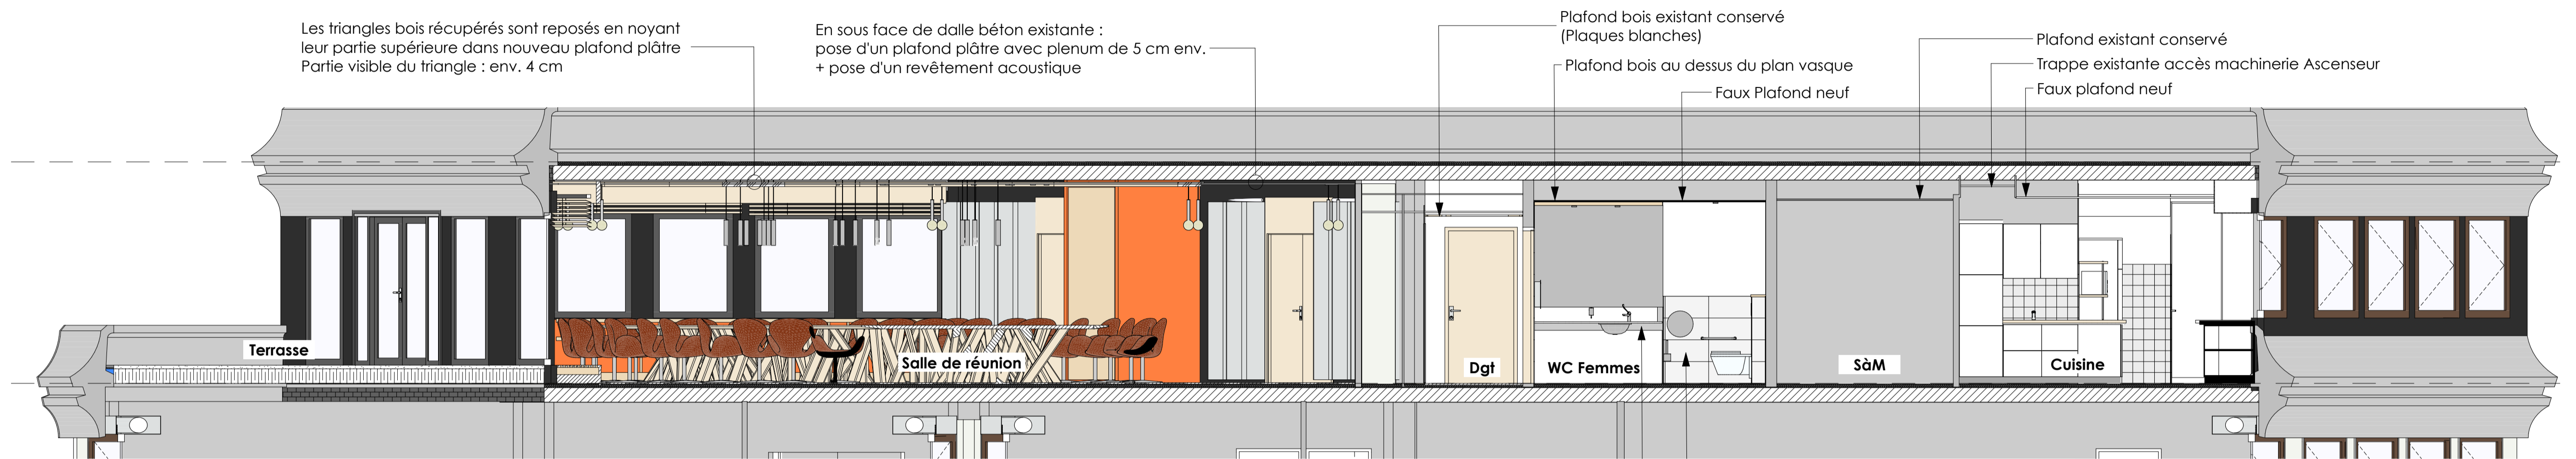 Les triangles bois récupérés sont reposés en noyant
leur partie supérieure dans nouveau plafond plâtre
Partie visible du triangle : env. 4 cm
En sous face de dalle béton existante :
pose d'un plafond plâtre avec plenum de 5 cm env.
+ pose d'un revêtement acoustique
Plafond bois existant conservé
(Plaques blanches)
Plafond bois au dessus du plan vasque
Faux Plafond neuf
Plafond existant conservé
Trappe existante accès machinerie Ascenseur
Faux plafond neuf
Terrasse
Salle de réunion
Dgt
WC Femmes
SàM
Cuisine